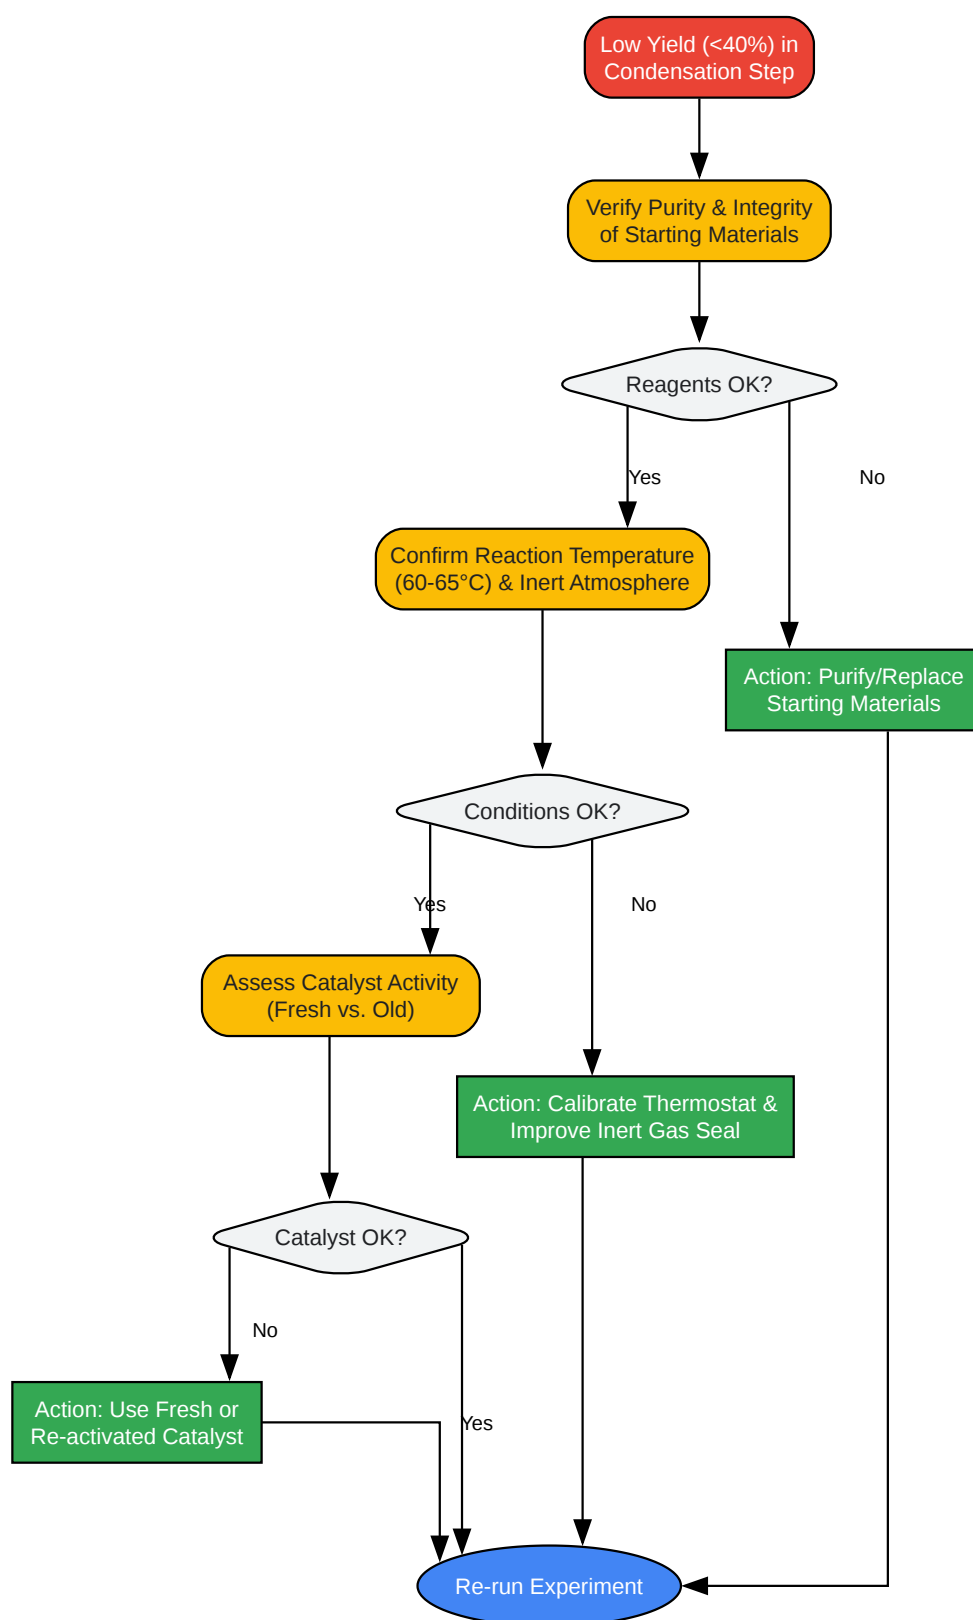 Low Yield (<40%) in
Condensation Step
Verify Purity & Integrity
of Starting Materials
Reagents OK?
Yes
No
Confirm Reaction Temperature
(60-65°C) & Inert Atmosphere
Action: Purify/Replace
Starting Materials
Conditions OK?
Yes
No
Assess Catalyst Activity
(Fresh vs. Old)
Action: Calibrate Thermostat &
Improve Inert Gas Seal
Catalyst OK?
No
Action: Use Fresh or
Re-activated Catalyst
Yes
Re-run Experiment